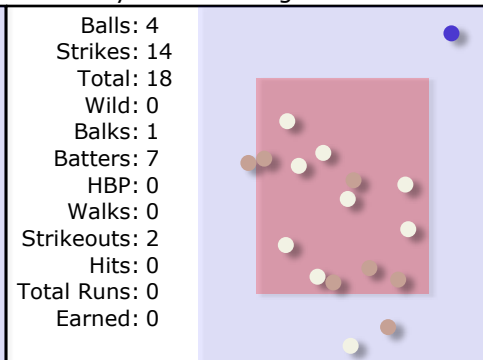 Balls: 4
Strikes: 14
Total: 18
Wild: 0
Balks: 1
Batters: 7
HBP: 0
Walks: 0
Strikeouts: 2
Hits: 0
Total Runs: 0
Earned: 0